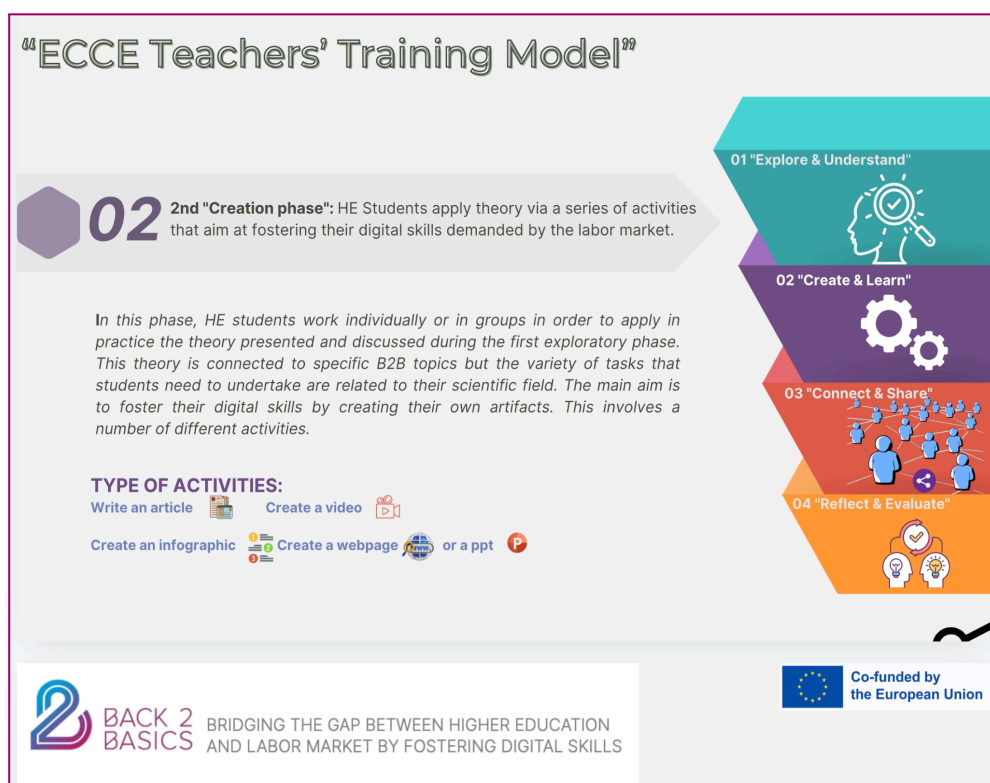 “ECCE Teachers’ Training Model”
02
2nd "Creation phase": HE Students apply theory via a series of activities
that aim at fostering their digital skills demanded by the labor market.
In this phase, HE students work individually or in groups in order to apply in
practice the theory presented and discussed during the first exploratory phase.
This theory is connected to specific B2B topics but the variety of tasks that
students need to undertake are related to their scientific field. The main aim is
to foster their digital skills by creating their own artifacts. This involves a
number of different activities.
TYPE OF ACTIVITIES:
Write an article
Create a video
Create an infographic
1
2
3
Create a webpage
www.
or a ppt
P
01 "Explore & Understand"
02 "Create & Learn"
03 "Connect & Share"
04 "Reflect & Evaluate"
2
BACK 2
BASICS
BRIDGING THE GAP BETWEEN HIGHER EDUCATION
AND LABOR MARKET BY FOSTERING DIGITAL SKILLS
Co-funded by
the European Union